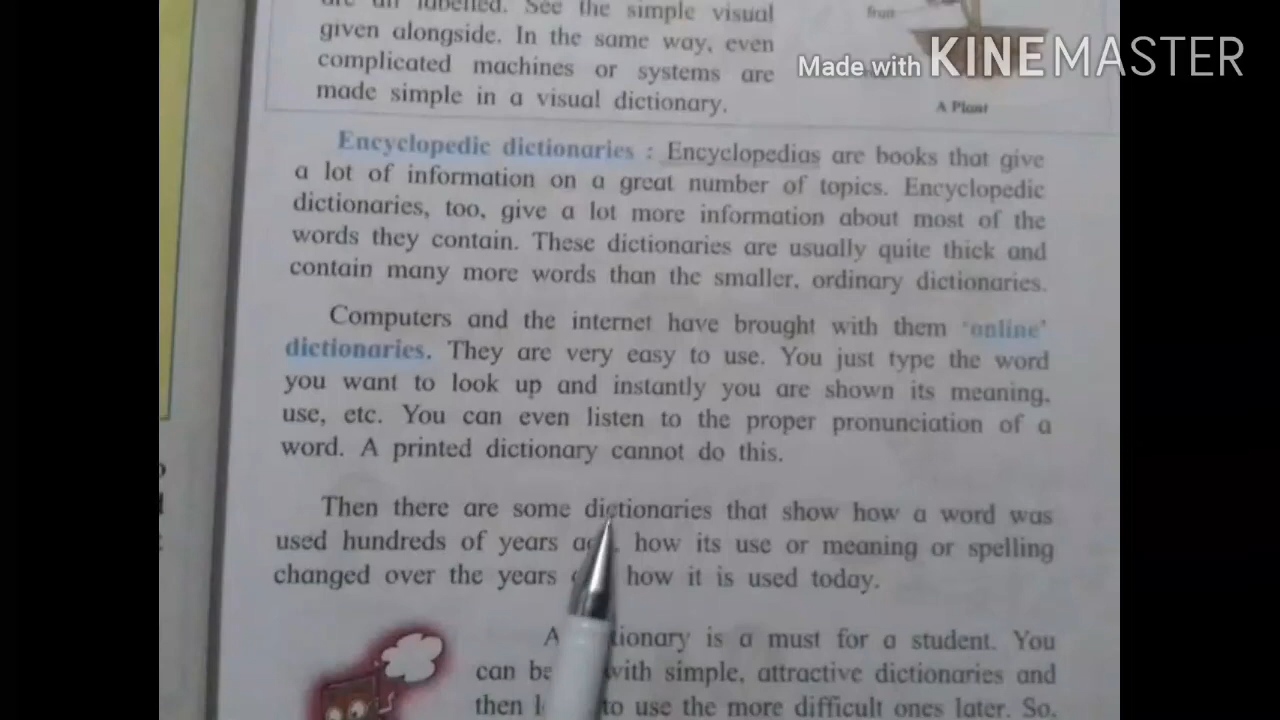 are all labelled. See the simple visual
given alongside. In the same way, even
complicated machines or systems are
made simple in a visual dictionary.
fruit
A Plant
Made with KINEMASTER
Encyclopedic dictionaries : Encyclopedias are books that give
a lot of information on a great number of topics. Encyclopedic
dictionaries, too, give a lot more information about most of the
words they contain. These dictionaries are usually quite thick and
contain many more words than the smaller, ordinary dictionaries.
Computers and the internet have brought with them 'online'
dictionaries. They are very easy to use. You just type the word
you want to look up and instantly you are shown its meaning,
use, etc. You can even listen to the proper pronunciation of a
word. A printed dictionary cannot do this.
Then there are some dictionaries that show how a word was
used hundreds of years how its use or meaning or spelling
changed over the years how it is used today.
A is a must for a student. You
can with simple, attractive dictionaries and
then to use the more difficult ones later. So,